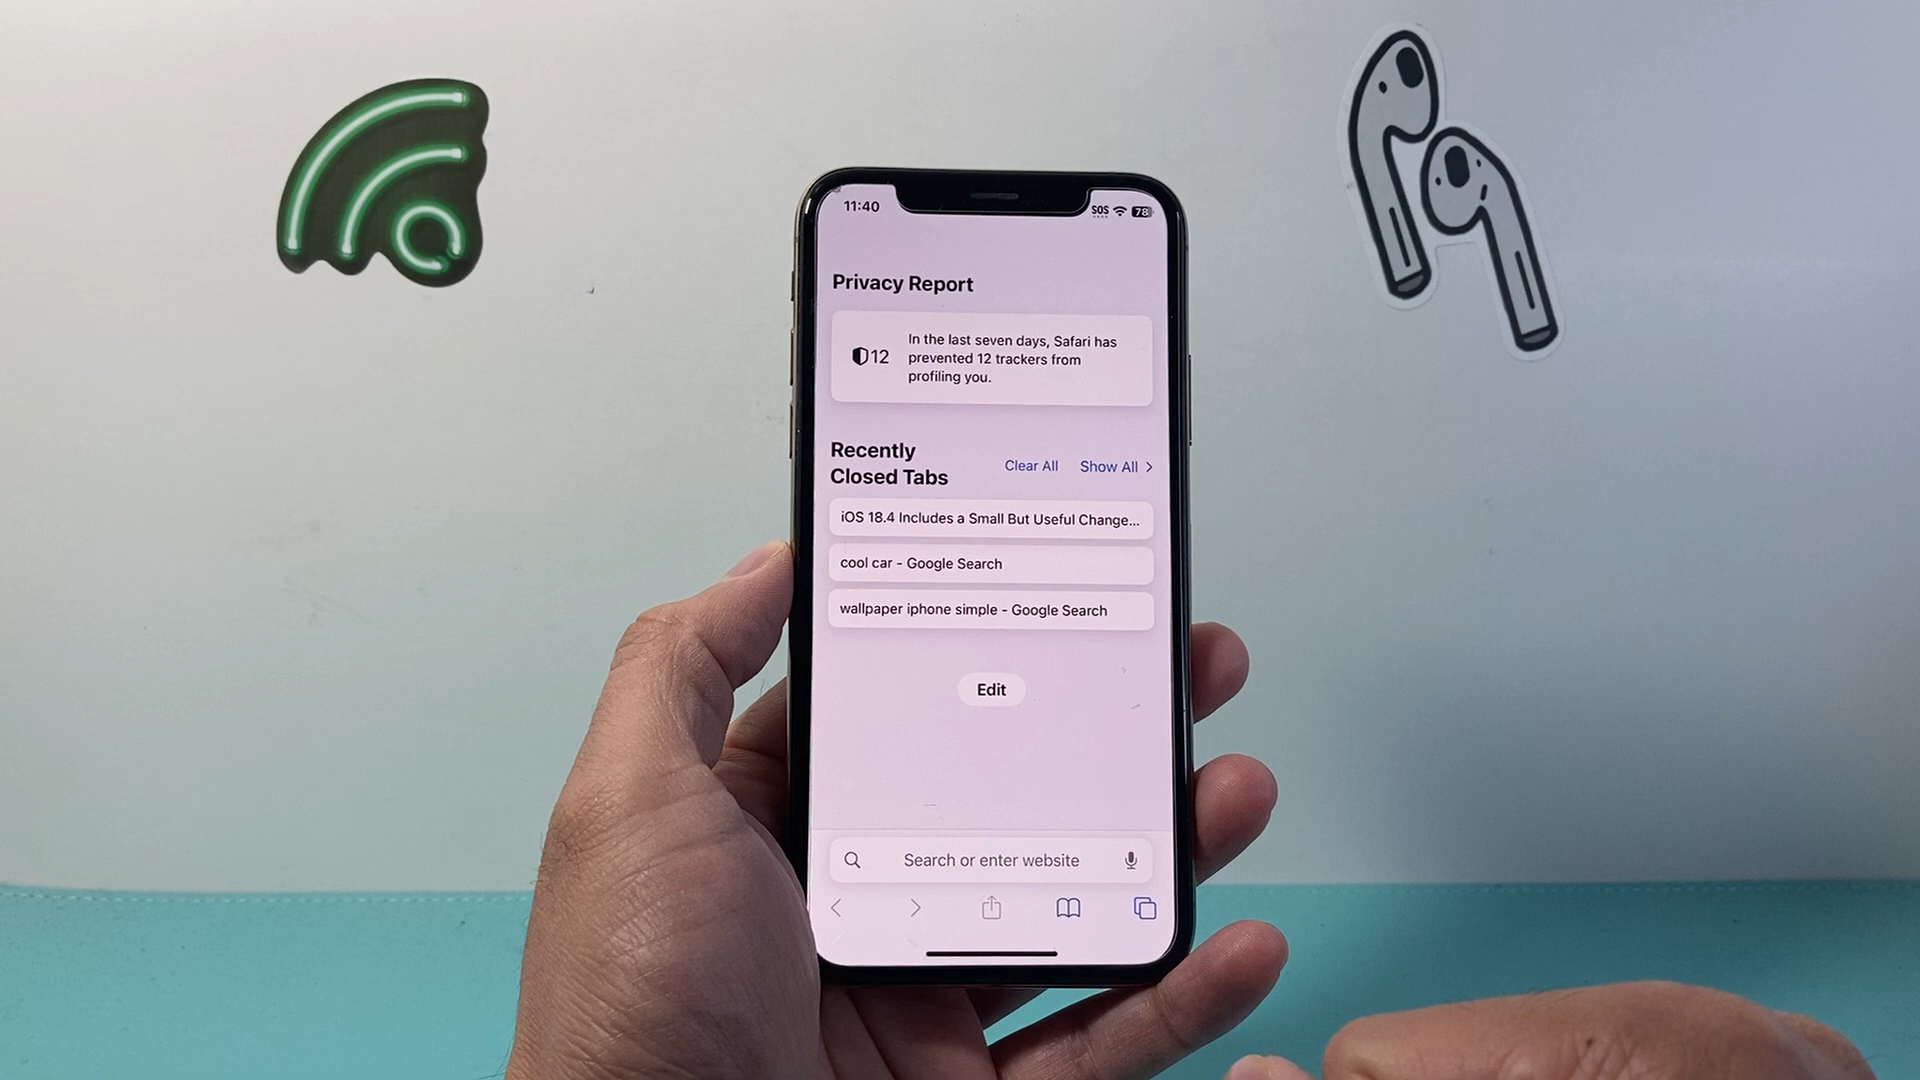 11:40
SOS
78
Privacy Report
12
In the last seven days, Safari has
prevented 12 trackers from
profiling you.
Recently
Closed Tabs
Clear All
Show All
iOS 18.4 Includes a Small But Useful Change...
cool car - Google Search
wallpaper iphone simple - Google Search
Edit
Search or enter website